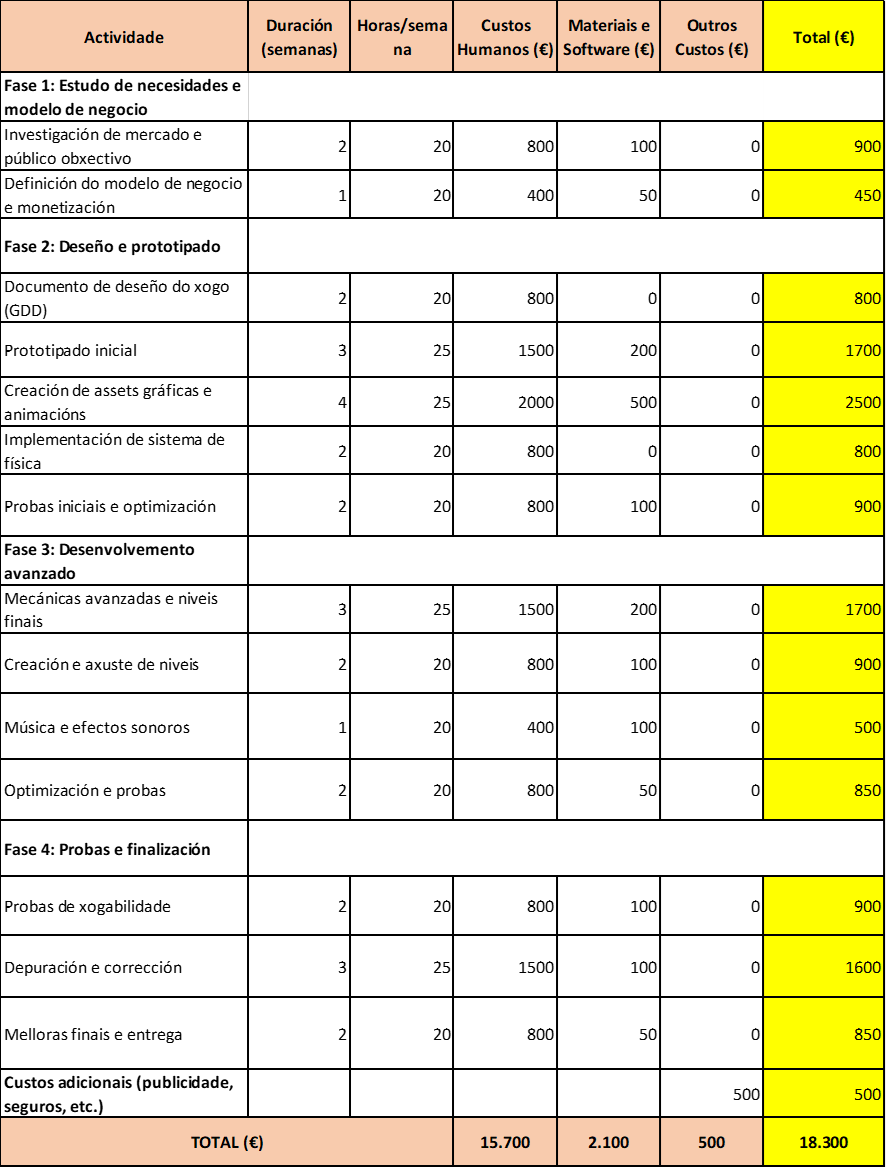 Actividade Duración (semanas) Horas/semana Custos Humanos (€) Materiais e Software (€) Outros Custos (€) Total (€)
Fase 1: Estudo de necesidades e
modelo de negocio
Investigación de mercado e
público obxectivo 2 20 800 100 0 900
Definición do modelo de negocio
e monetización 1 20 400 50 0 450
Fase 2: Deseño e prototipado
Documento de deseño do xogo
(GDD) 2 20 800 0 0 800
Prototipado inicial 3 25 1500 200 0 1700
Creación de assets gráficas e
animacións 4 25 2000 500 0 2500
Implementación de sistema de
física 2 20 800 0 0 800
Probas iniciais e optimización 2 20 800 100 0 900
Fase 3: Desenvolvemento
avanzado
Mecánicas avanzadas e niveis
finais 3 25 1500 200 0 1700
Creación e axuste de niveis 2 20 800 100 0 900
Música e efectos sonoros 1 20 400 100 0 500
Optimización e probas 2 20 800 50 0 850
Fase 4: Probas e finalización
Probas de xogabilidade 2 20 800 100 0 900
Depuración e corrección 3 25 1500 100 0 1600
Melloras finais e entrega 2 20 800 50 0 850
Custos adicionais (publicidade,
seguros, etc.) 500 500
TOTAL (€) 15.700 2.100 500 18.300